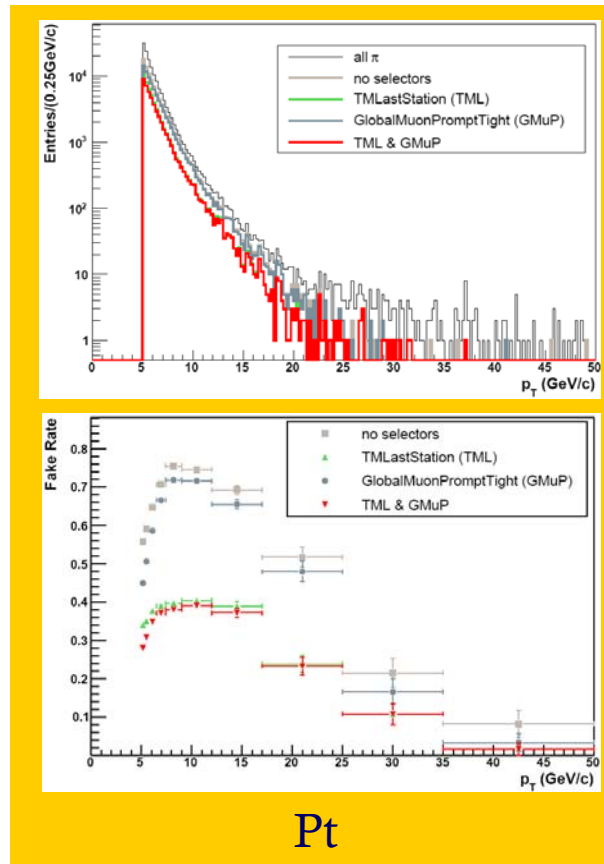 Entries/(0.25GeV/c)
10⁴
10³
10²
10
1
all π
no selectors
TMLastStation (TML)
GlobalMuonPromptTight (GMuP)
TML & GMuP
0 5 10 15 20 25 30 35 40 45 50
p_T (GeV/c)
Fake Rate
0.8
0.7
0.6
0.5
0.4
0.3
0.2
0.1
no selectors
TMLastStation (TML)
GlobalMuonPromptTight (GMuP)
TML & GMuP
0 5 10 15 20 25 30 35 40 45 50
p_T (GeV/c)
Pt